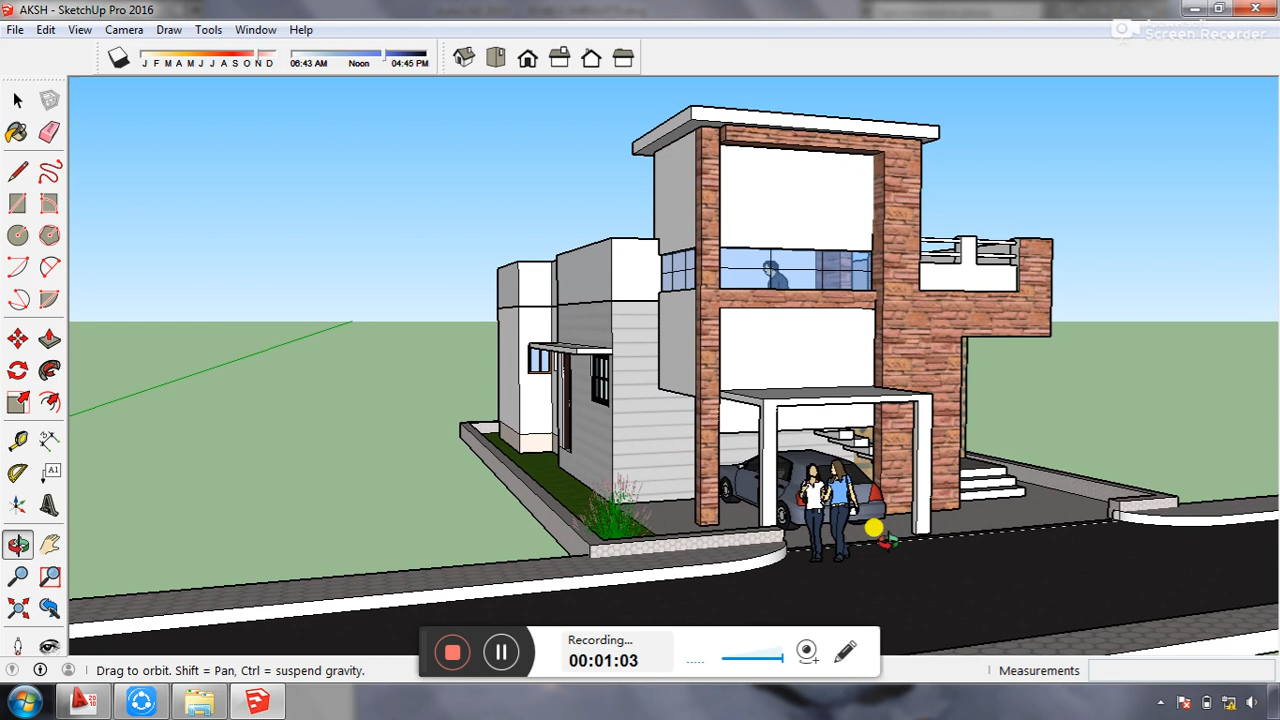 AKSH - SketchUp Pro 2016
Screen Recorder
File Edit View Camera Draw Tools Window Help
J F M A M J J A S O N D
06:43 AM Noon 04:45 PM
A1
Recording...
00:01:03
Drag to orbit. Shift = Pan, Ctrl = suspend gravity.
Measurements